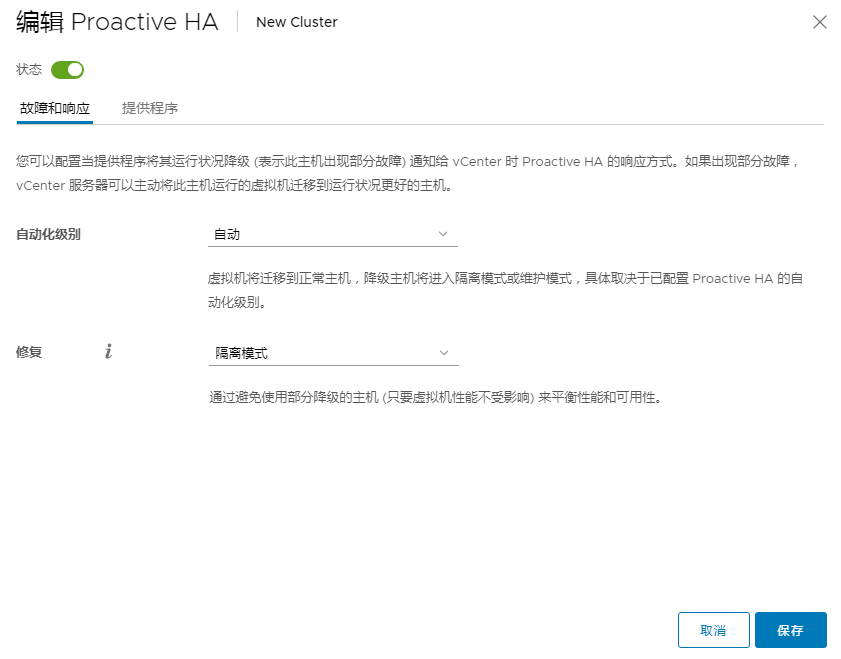 编辑 Proactive HA New Cluster
状态
故障和响应 提供程序
您可以配置当提供程序将其运行状况降级 (表示此主机出现部分故障) 通知给 vCenter 时 Proactive HA 的响应方式。如果出现部分故障，
vCenter 服务器可以主动将此主机运行的虚拟机迁移到运行状况更好的主机。
自动化级别 自动
虚拟机将迁移到正常主机，降级主机将进入隔离模式或维护模式，具体取决于已配置 Proactive HA 的自
动化级别。
修复 i 隔离模式
通过避免使用部分降级的主机 (只要虚拟机性能不受影响) 来平衡性能和可用性。
取消 保存